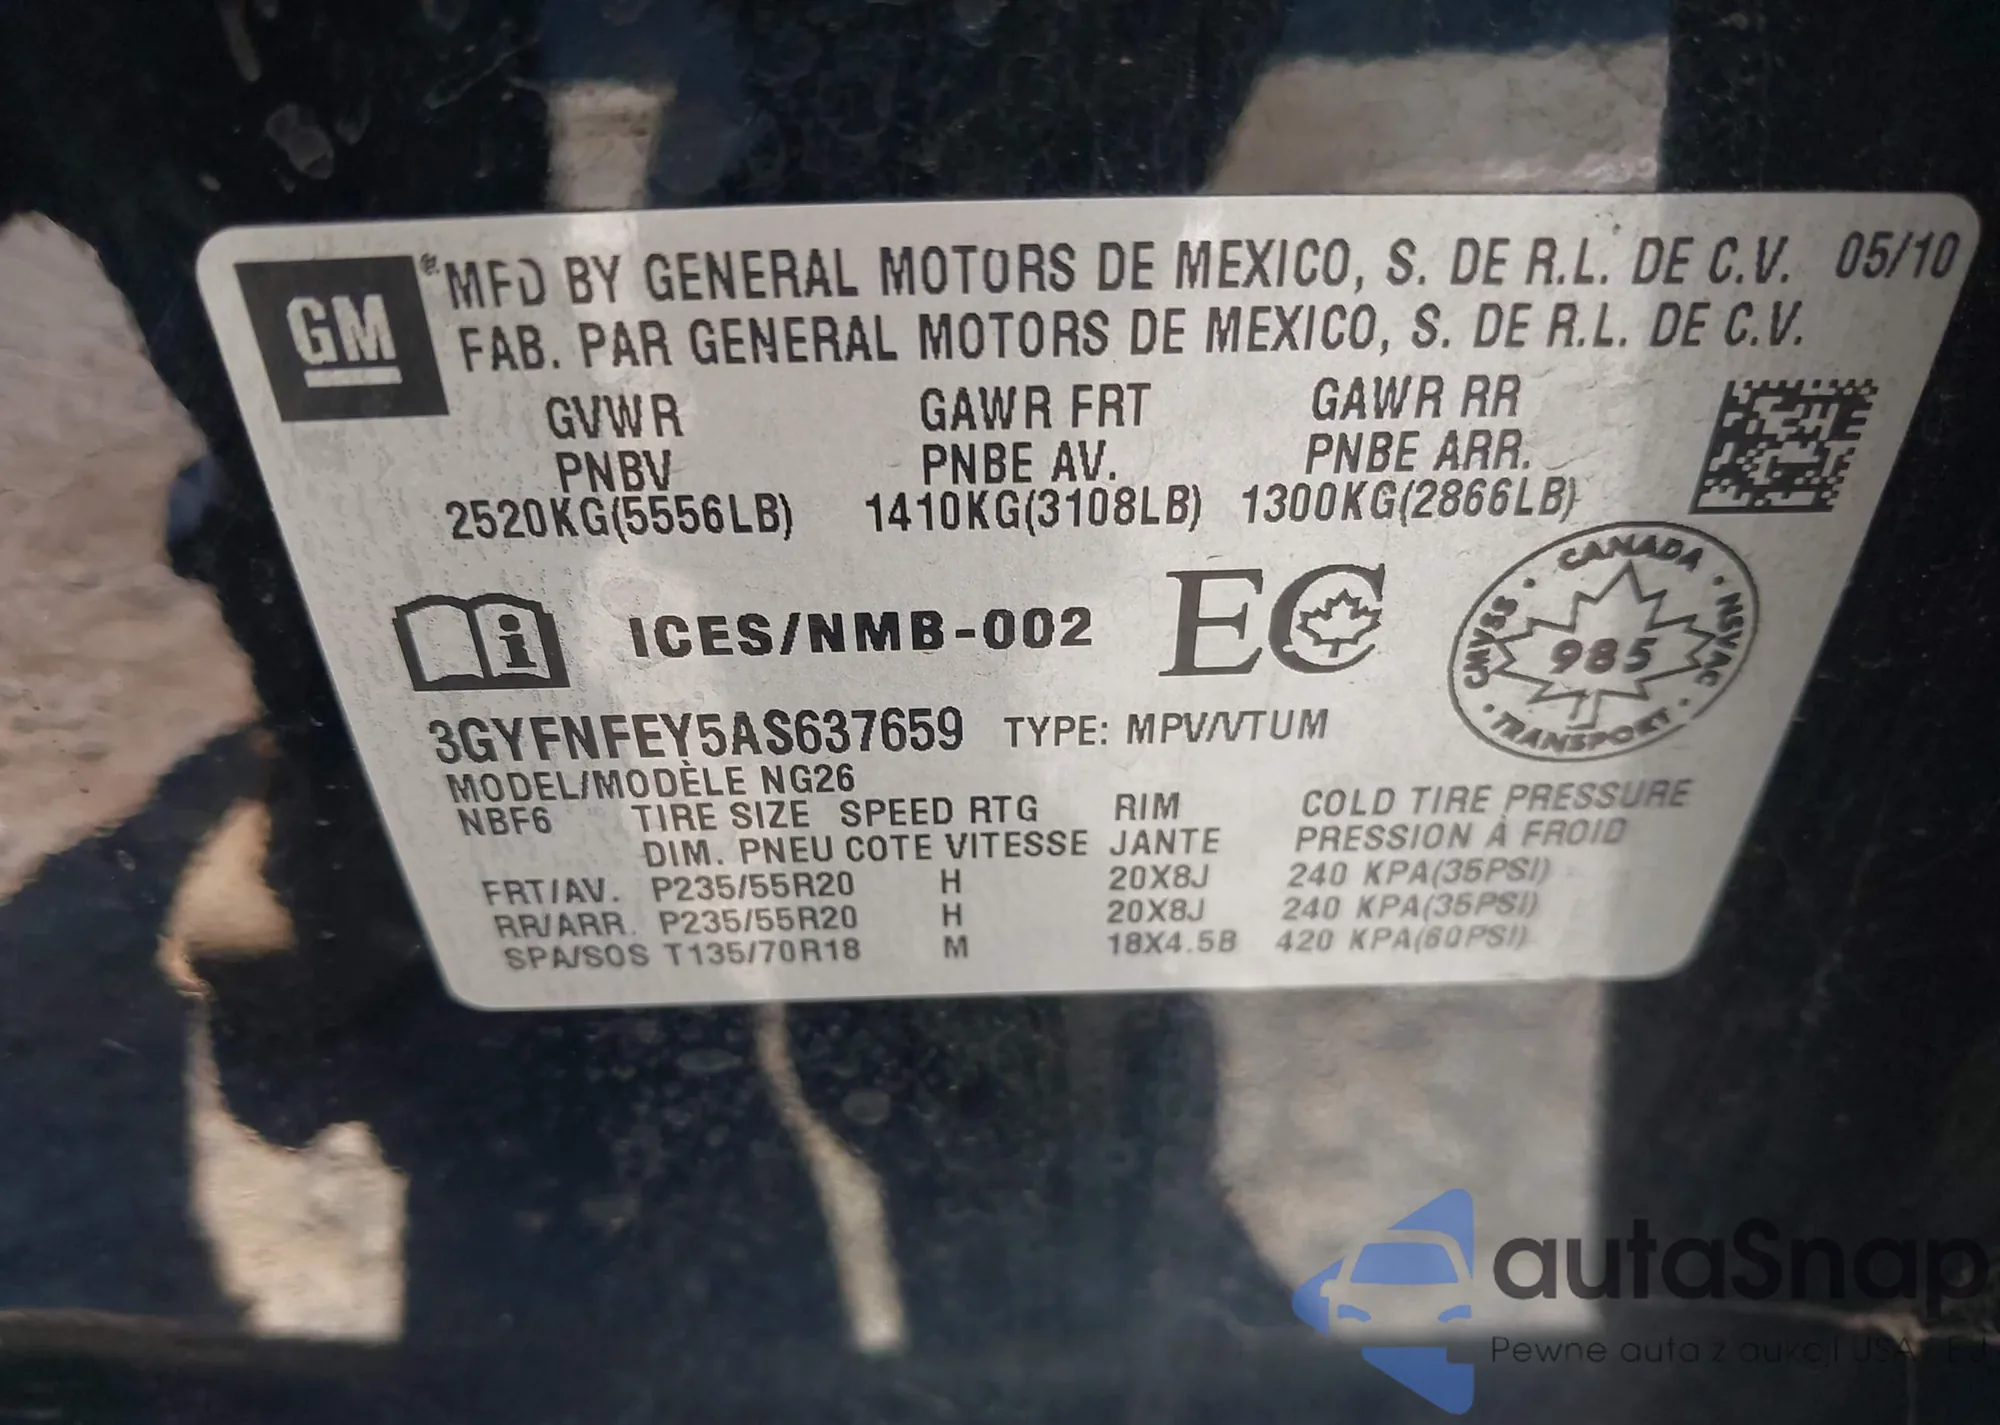 GM
MFD BY GENERAL MOTORS DE MEXICO, S. DE R.L. DE C.V. 05/10
FAB. PAR GENERAL MOTORS DE MEXICO, S. DE R.L. DE C.V.
GVWR GAWR FRT GAWR RR
PNBV PNBE AV. PNBE ARR.
2520KG(5556LB) 1410KG(3108LB) 1300KG(2866LB)
ICES/NMB-002 EC
CANADA · NSVAC · TRANSPORT · CMVSS ·
985
3GYFNFEY5AS637659 TYPE: MPV/VTUM
MODEL/MODÈLE NG26
NBF6 TIRE SIZE SPEED RTG RIM COLD TIRE PRESSURE
DIM. PNEU COTE VITESSE JANTE PRESSION À FROID
FRT/AV. P235/55R20 H 20X8J 240 KPA(35PSI)
RR/ARR. P235/55R20 H 20X8J 240 KPA(35PSI)
SPA/SOS T135/70R18 M 18X4.5B 420 KPA(60PSI)
autaSnap
Pewne auta z aukcji USA